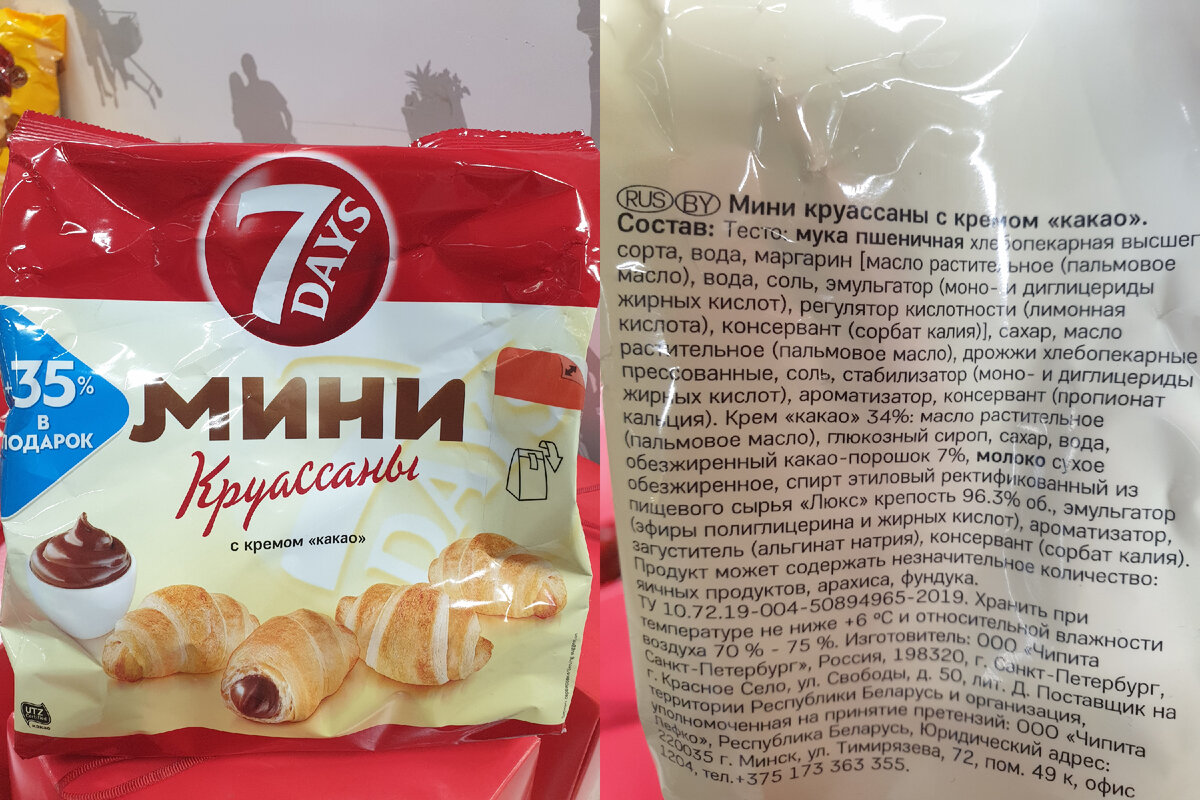 7
DAYS
+35%
В
ПОДАРОК
МИНИ
Круассаны
с кремом «какао»
UTZ
Certified
КАКАО
RUS BY Мини круассаны с кремом «какао».
Состав: Тесто: мука пшеничная хлебопекарная высшег
сорта, вода, маргарин [масло растительное (пальмовое
масло), вода, соль, эмульгатор (моно- и диглицериды
жирных кислот), регулятор кислотности (лимонная
кислота), консервант (сорбат калия)], сахар, масло
растительное (пальмовое масло), дрожжи хлебопекарные
прессованные, соль, стабилизатор (моно- и диглицериды
жирных кислот), ароматизатор, консервант (пропионат
кальция). Крем «какао» 34%: масло растительное
(пальмовое масло), глюкозный сироп, сахар, вода,
обезжиренный какао-порошок 7%, молоко сухое
обезжиренное, спирт этиловый ректификованный из
пищевого сырья «Люкс» крепость 96.3% об., эмульгатор
(эфиры полиглицерина и жирных кислот), ароматизатор,
загуститель (альгинат натрия), консервант (сорбат калия).
Продукт может содержать незначительное количество:
яичных продуктов, арахиса, фундука.
ТУ 10.72.19-004-50894965-2019. Хранить при
температуре не ниже +6 °С и относительной влажности
воздуха 70 % - 75 %. Изготовитель: ООО «Чипита
Санкт-Петербург», Россия, 198320, г. Санкт-Петербург,
г. Красное Село, ул. Свободы, д. 50, лит. Д. Поставщик на
территории Республики Беларусь и организация,
уполномоченная на принятие претензий: ООО «Чипита
Лефко», Республика Беларусь, Юридический адрес:
220035 г. Минск, ул. Тимирязева, 72, пом. 49 к, офис
1204, тел.+375 173 363 355.